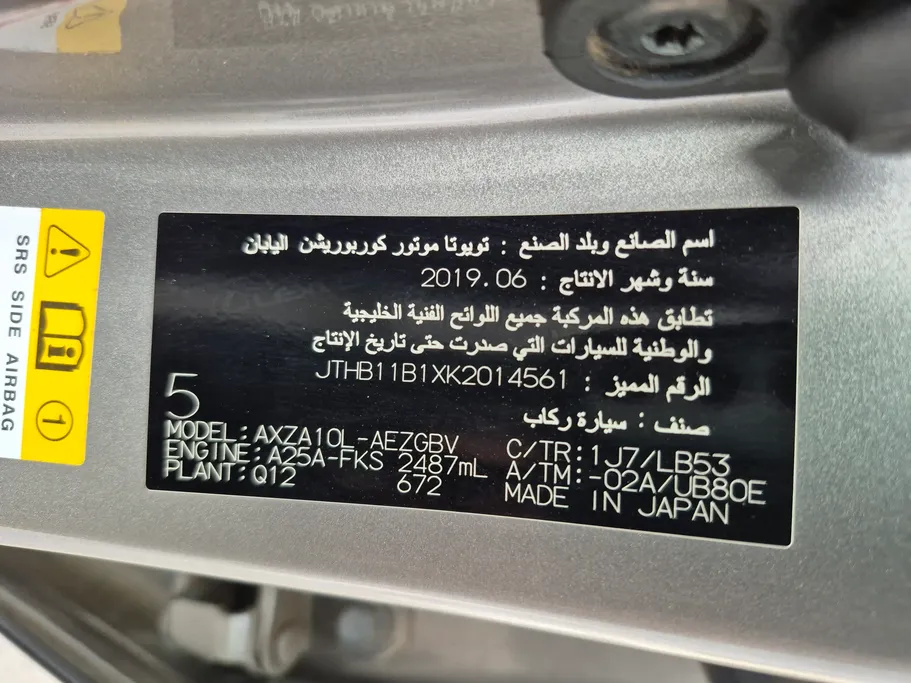 اسم الصانع وبلد الصنع : تويوتا موتور كوربوريشن اليابان
سنة وشهر الانتاج : 2019.06
تطابق هذه المركبة جميع اللوائح الفنية الخليجية
والوطنية للسيارات التي صدرت حتى تاريخ الإنتاج
الرقم المميز : JTHB11B1XK2014561
صنف : سيارة ركاب
5
MODEL:AXZA10L-AEZGBV C/TR:1J7/LB53
ENGINE:A25A-FKS 2487mL A/TM:-02A/UB80E
PLANT:Q12 672 MADE IN JAPAN
SRS SIDE AIRBAG
1